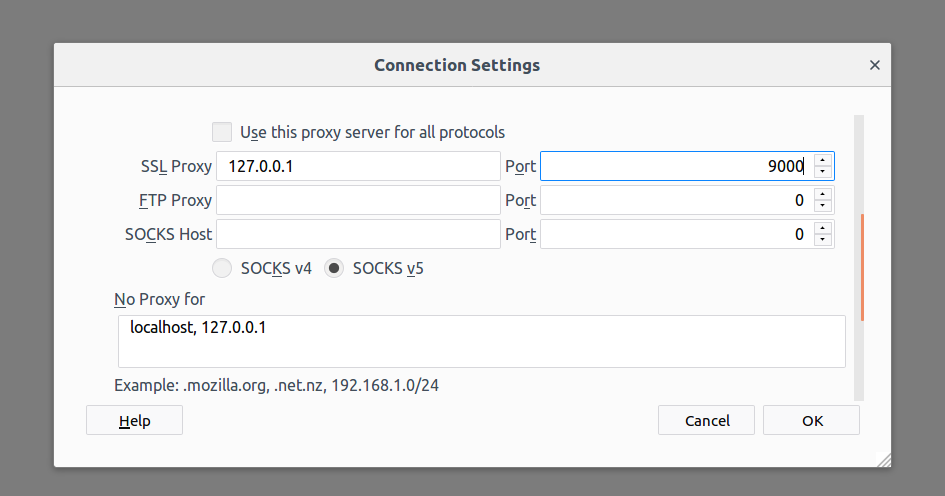 Connection Settings
Use this proxy server for all protocols
SSL Proxy 127.0.0.1 Port 9000
FTP Proxy Port 0
SOCKS Host Port 0
SOCKS v4 SOCKS v5
No Proxy for
localhost, 127.0.0.1
Example: .mozilla.org, .net.nz, 192.168.1.0/24
Help Cancel OK